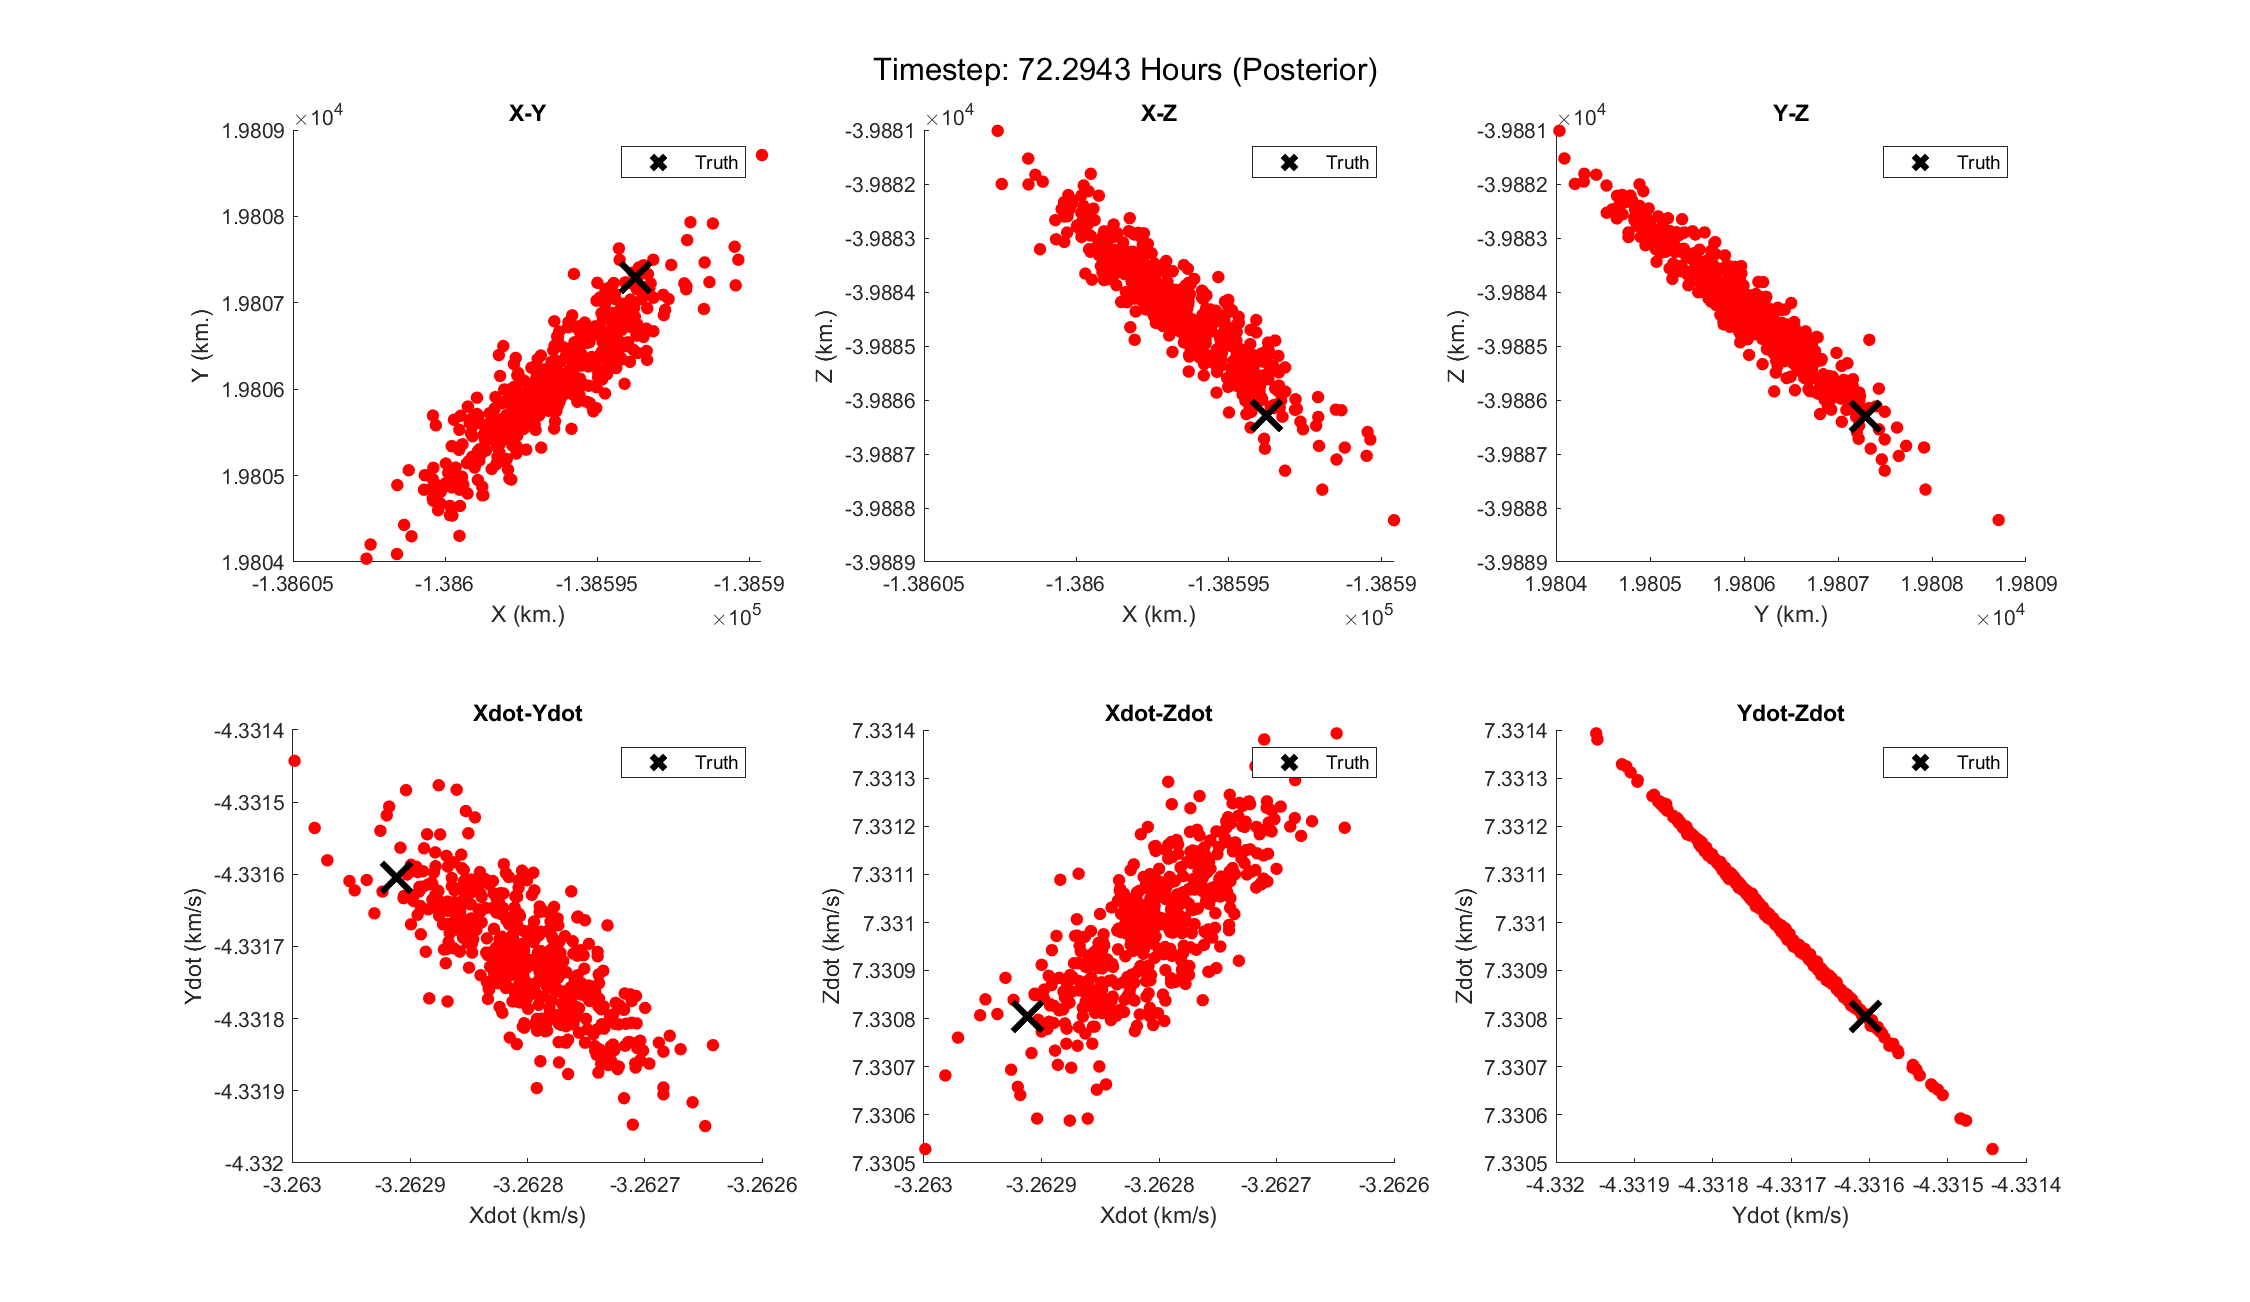 Timestep: 72.2943 Hours (Posterior)
X-Y
×10^4
1.9809
1.9808
1.9807
1.9806
1.9805
1.9804
Y (km.)
Truth
-1.38605 -1.386 -1.38595 -1.3859
X (km.)
×10^5
X-Z
×10^4
-3.9881
-3.9882
-3.9883
-3.9884
-3.9885
-3.9886
-3.9887
-3.9888
-3.9889
Z (km.)
Truth
-1.38605 -1.386 -1.38595 -1.3859
X (km.)
×10^5
Y-Z
×10^4
-3.9881
-3.9882
-3.9883
-3.9884
-3.9885
-3.9886
-3.9887
-3.9888
-3.9889
Z (km.)
Truth
1.9804 1.9805 1.9806 1.9807 1.9808 1.9809
Y (km.)
×10^4
Xdot-Ydot
-4.3314
-4.3315
-4.3316
-4.3317
-4.3318
-4.3319
-4.332
Ydot (km/s)
Truth
-3.263 -3.2629 -3.2628 -3.2627 -3.2626
Xdot (km/s)
Xdot-Zdot
7.3314
7.3313
7.3312
7.3311
7.331
7.3309
7.3308
7.3307
7.3306
7.3305
Zdot (km/s)
Truth
-3.263 -3.2629 -3.2628 -3.2627 -3.2626
Xdot (km/s)
Ydot-Zdot
7.3314
7.3313
7.3312
7.3311
7.331
7.3309
7.3308
7.3307
7.3306
7.3305
Zdot (km/s)
Truth
-4.332 -4.3319 -4.3318 -4.3317 -4.3316 -4.3315 -4.3314
Ydot (km/s)